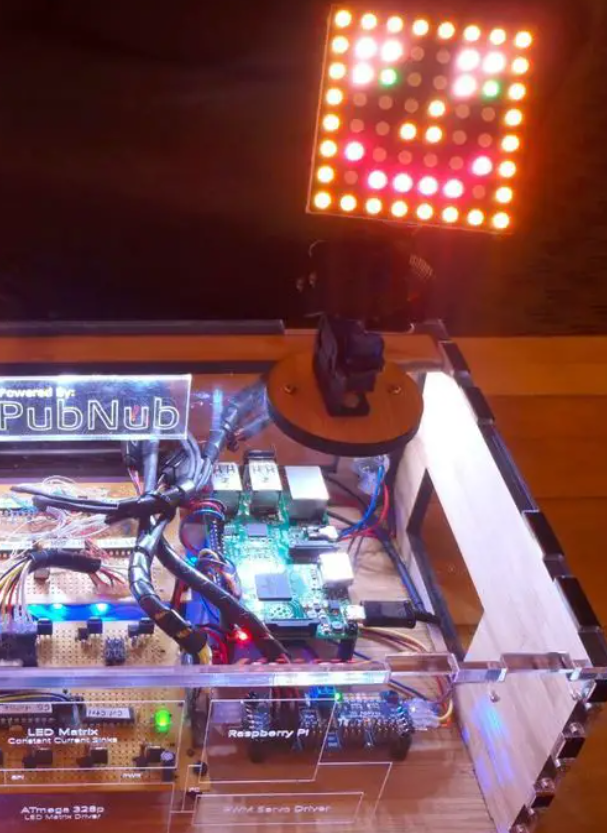 Powered By:
PubNub
LED Matrix
Constant Current Sinks
Raspberry Pi
PWM Servo Driver
ATmega 328p
LED Matrix Driver